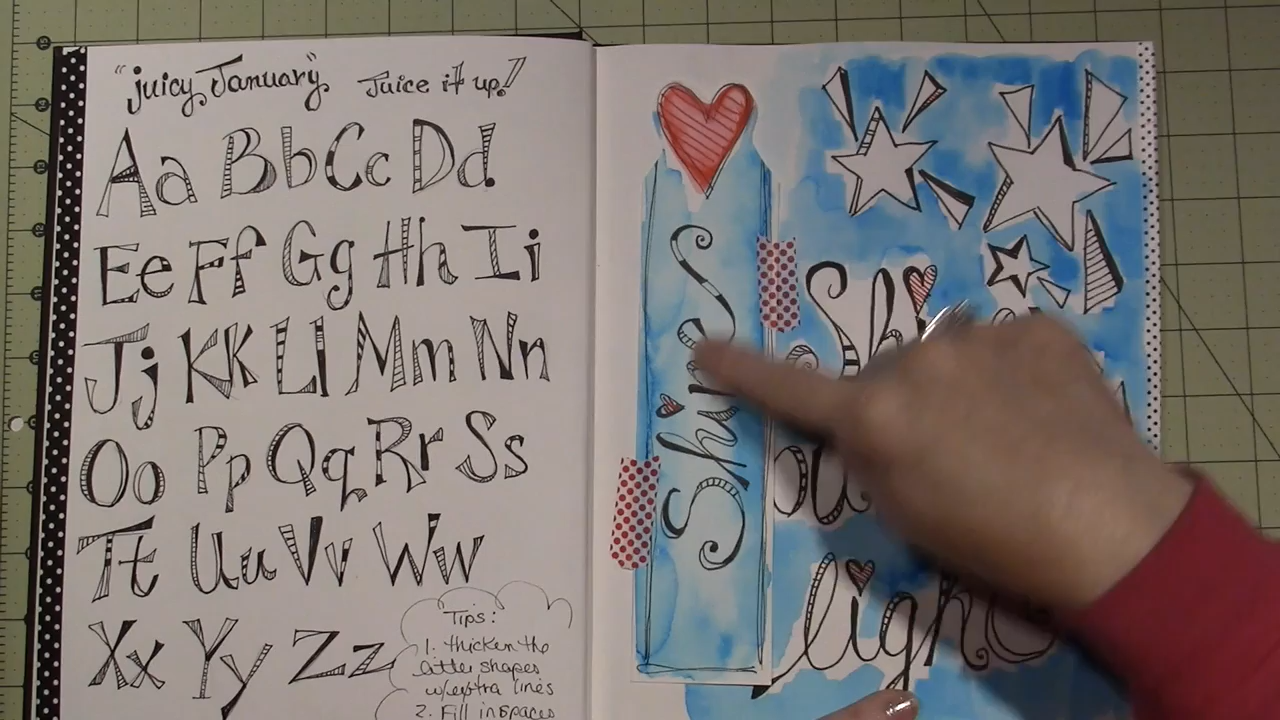 "juicy January" Juice it up!
Aa Bb Cc Dd
Ee Ff Gg Hh Ii
Jj KK Ll Mm Nn
Oo Pp Qq Rr Ss
Tt Uu Vv Ww
Xx Yy Zz
Tips:
1. thicken the
letter shapes
w/extra lines
2. Fill in spaces
Shine
Shi
light